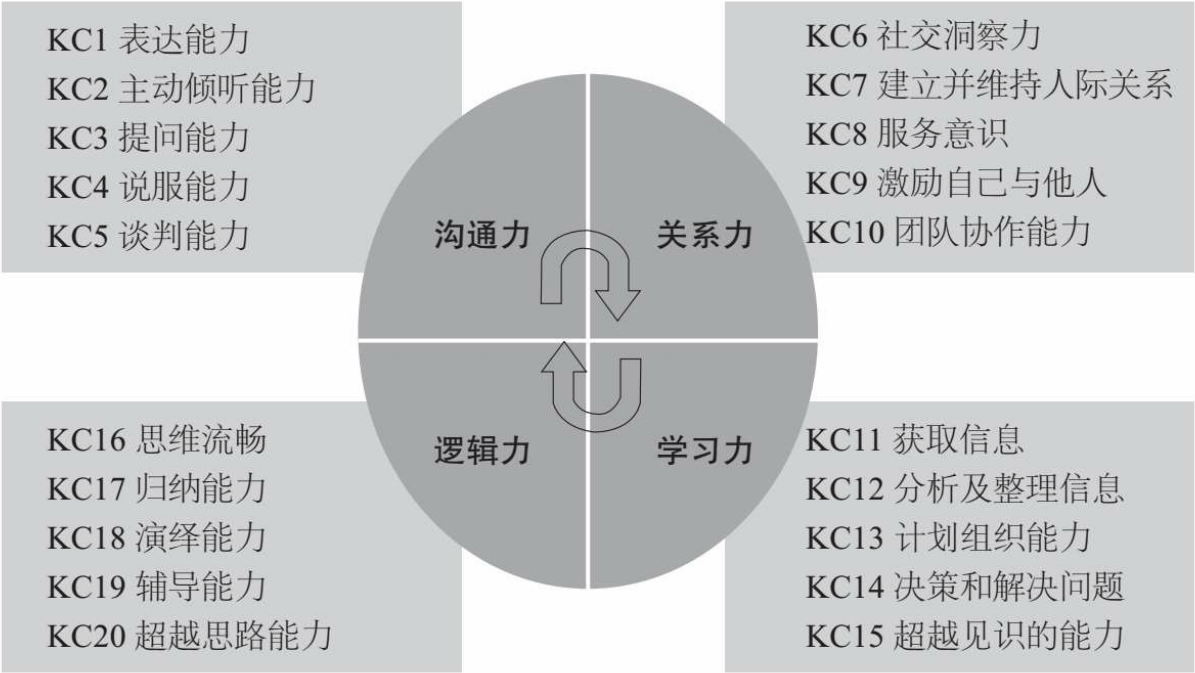 KC1 表达能力
KC2 主动倾听能力
KC3 提问能力
KC4 说服能力
KC5 谈判能力
KC6 社交洞察力
KC7 建立并维持人际关系
KC8 服务意识
KC9 激励自己与他人
KC10 团队协作能力
沟通力
关系力
逻辑力
学习力
KC16 思维流畅
KC17 归纳能力
KC18 演绎能力
KC19 辅导能力
KC20 超越思路能力
KC11 获取信息
KC12 分析及整理信息
KC13 计划组织能力
KC14 决策和解决问题
KC15 超越见识的能力